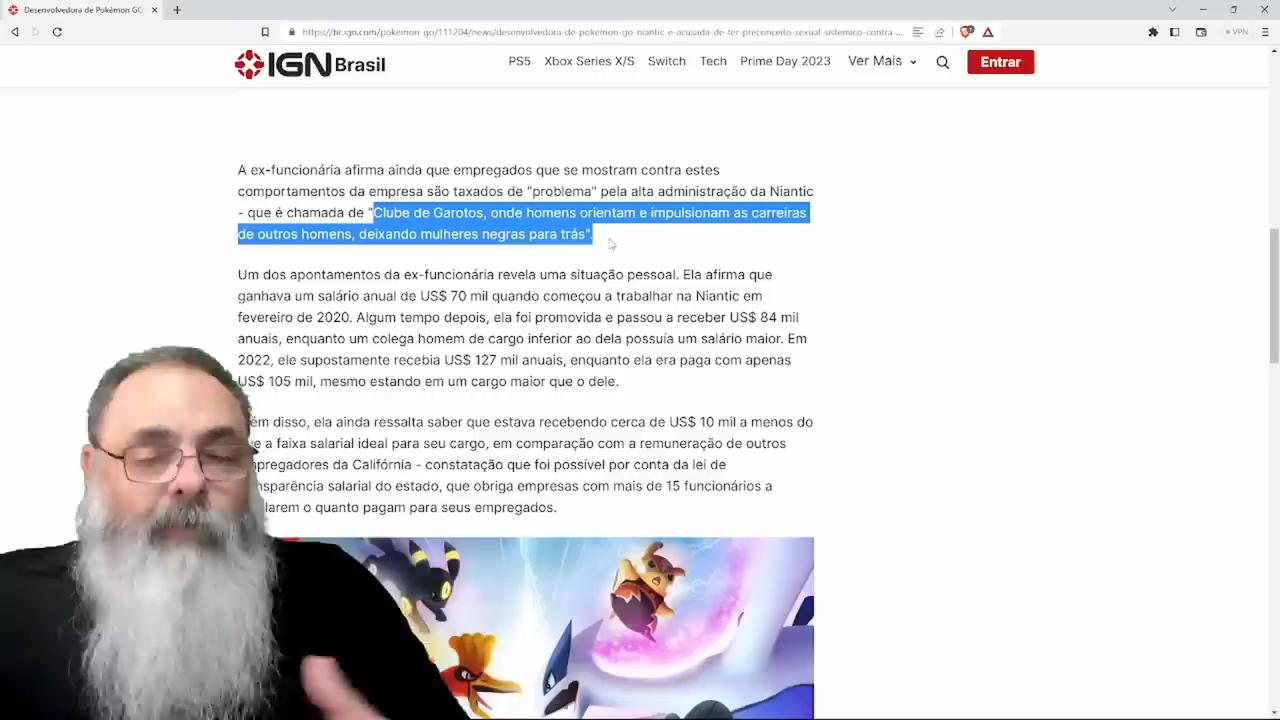 Desenvolvedora de Pokémon GO
https://br.ign.com/pokemon-go/111204/news/desenvolvedora-de-pokemon-go-niantic-e-acusada-de-ter-preconceito-sexual-sistemico-contra-...
VPN
IGN Brasil
PS5 Xbox Series X/S Switch Tech Prime Day 2023 Ver Mais Entrar
A ex-funcionária afirma ainda que empregados que se mostram contra estes
comportamentos da empresa são taxados de "problema" pela alta administração da Niantic
- que é chamada de "Clube de Garotos, onde homens orientam e impulsionam as carreiras
de outros homens, deixando mulheres negras para trás".
Um dos apontamentos da ex-funcionária revela uma situação pessoal. Ela afirma que
ganhava um salário anual de US$ 70 mil quando começou a trabalhar na Niantic em
fevereiro de 2020. Algum tempo depois, ela foi promovida e passou a receber US$ 84 mil
anuais, enquanto um colega homem de cargo inferior ao dela possuía um salário maior. Em
2022, ele supostamente recebia US$ 127 mil anuais, enquanto ela era paga com apenas
US$ 105 mil, mesmo estando em um cargo maior que o dele.
ém disso, ela ainda ressalta saber que estava recebendo cerca de US$ 10 mil a menos do
e a faixa salarial ideal para seu cargo, em comparação com a remuneração de outros
mpregadores da Califórnia - constatação que foi possível por conta da lei de
nsparência salarial do estado, que obriga empresas com mais de 15 funcionários a
larem o quanto pagam para seus empregados.